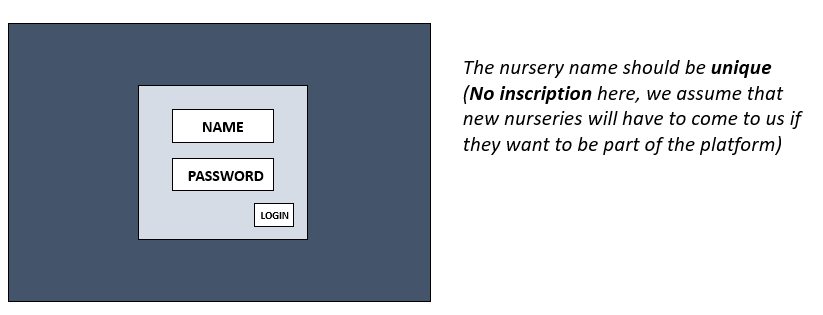 NAME
PASSWORD
LOGIN
The nursery name should be unique
(No inscription here, we assume that
new nurseries will have to come to us if
they want to be part of the platform)